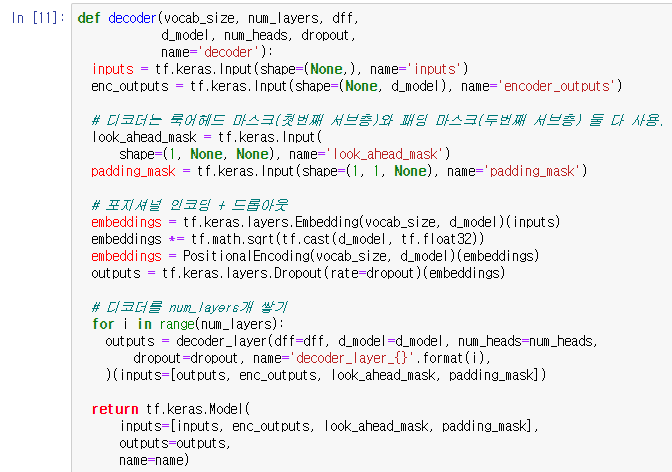 In [11]: def decoder(vocab_size, num_layers, dff,
            d_model, num_heads, dropout,
            name='decoder'):
  inputs = tf.keras.Input(shape=(None,), name='inputs')
  enc_outputs = tf.keras.Input(shape=(None, d_model), name='encoder_outputs')

  # 디코더는 룩어헤드 마스크(첫번째 서브층)와 패딩 마스크(두번째 서브층) 둘 다 사용.
  look_ahead_mask = tf.keras.Input(
      shape=(1, None, None), name='look_ahead_mask')
  padding_mask = tf.keras.Input(shape=(1, 1, None), name='padding_mask')

  # 포지셔널 인코딩 + 드롭아웃
  embeddings = tf.keras.layers.Embedding(vocab_size, d_model)(inputs)
  embeddings *= tf.math.sqrt(tf.cast(d_model, tf.float32))
  embeddings = PositionalEncoding(vocab_size, d_model)(embeddings)
  outputs = tf.keras.layers.Dropout(rate=dropout)(embeddings)

  # 디코더를 num_layers개 쌓기
  for i in range(num_layers):
    outputs = decoder_layer(dff=dff, d_model=d_model, num_heads=num_heads,
        dropout=dropout, name='decoder_layer_{}'.format(i),
    )(inputs=[outputs, enc_outputs, look_ahead_mask, padding_mask])

  return tf.keras.Model(
      inputs=[inputs, enc_outputs, look_ahead_mask, padding_mask],
      outputs=outputs,
      name=name)